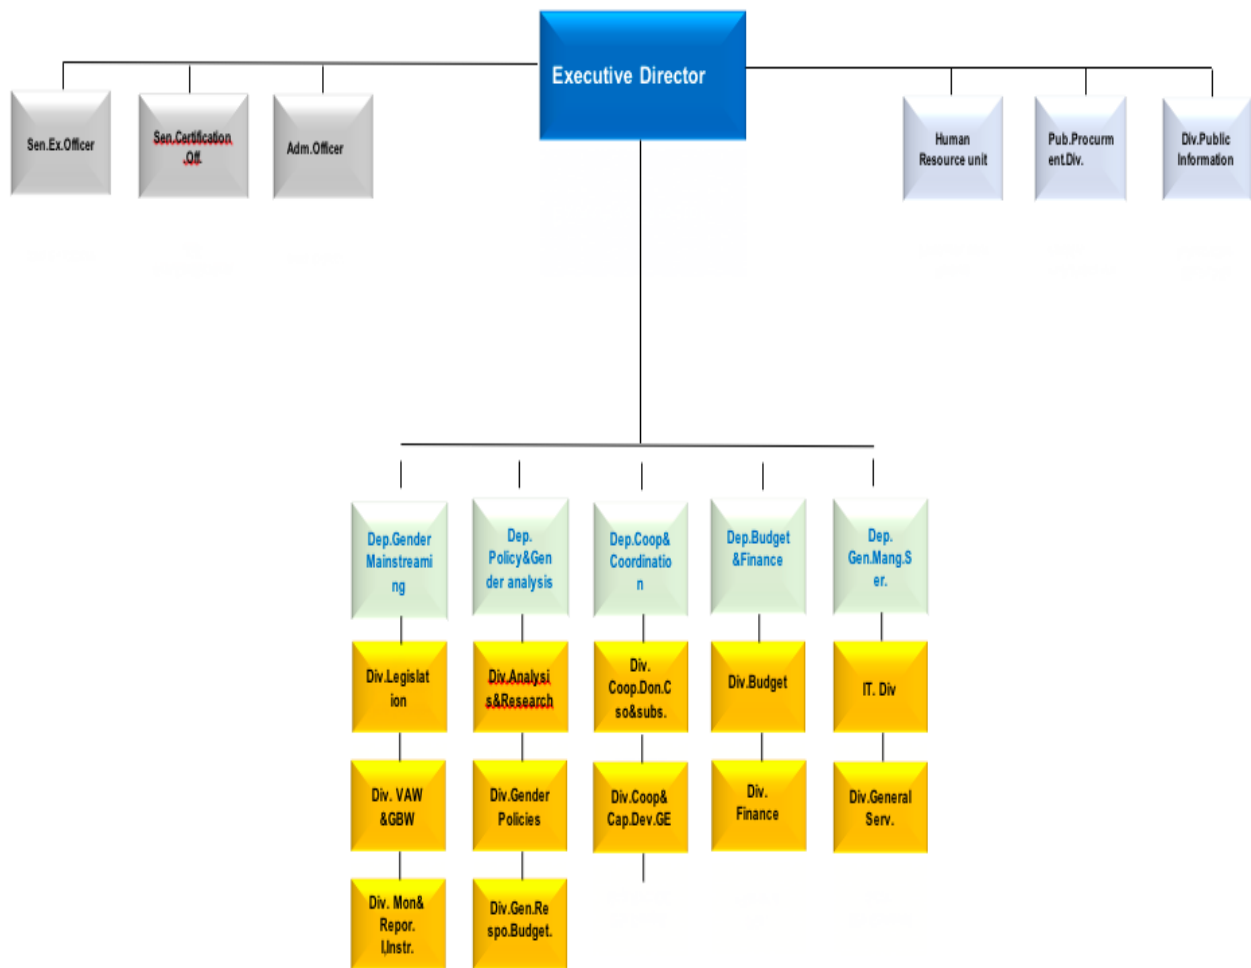 Executive Director
Sen.Ex.Officer
Sen.Certification
.Off.
Adm.Officer
Human
Resource unit
Pub.Procurm
ent.Div.
Div.Public
Information
Dep.Gender
Mainstreami
ng
Dep.
Policy&Gen
der analysis
Dep.Coop&
Coordinatio
n
Dep.Budget
&Finance
Dep.
Gen.Mang.S
er.
Div.Legislat
ion
Div.Analysi
s&Research
Div.
Coop.Don.C
so&subs.
Div.Budget
IT. Div
Div. VAW
&GBW
Div.Gender
Policies
Div.Coop&
Cap.Dev.GE
Div.
Finance
Div.General
Serv.
Div. Mon&
Repor.
I,Instr.
Div.Gen.Re
spo.Budget.